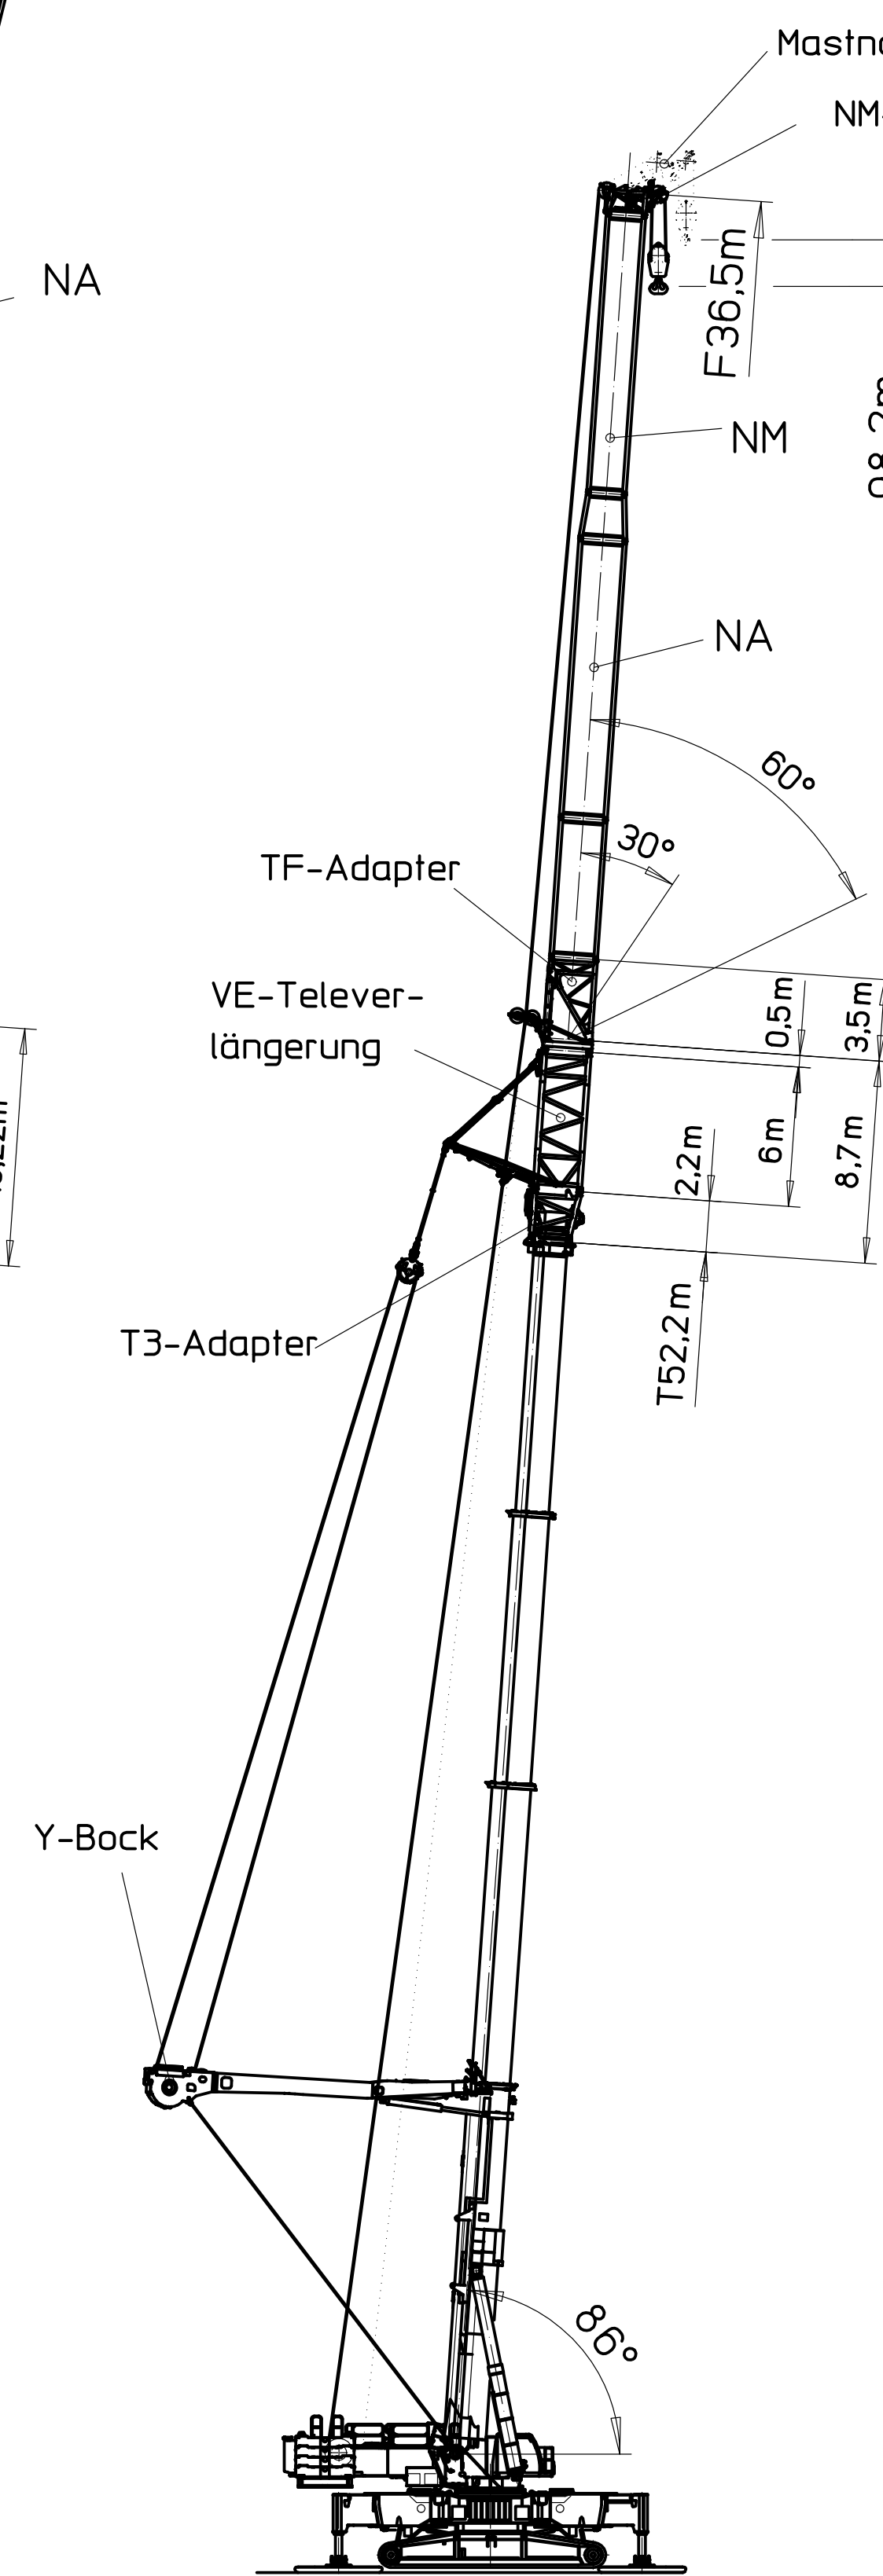 NM
F36,5m
NA
NM
NA
60°
30°
TF-Adapter
VE-Telever-
längerung
0,5m
3,5m
6m
8,7m
2,2m
T3-Adapter
T52,2m
Y-Bock
86°